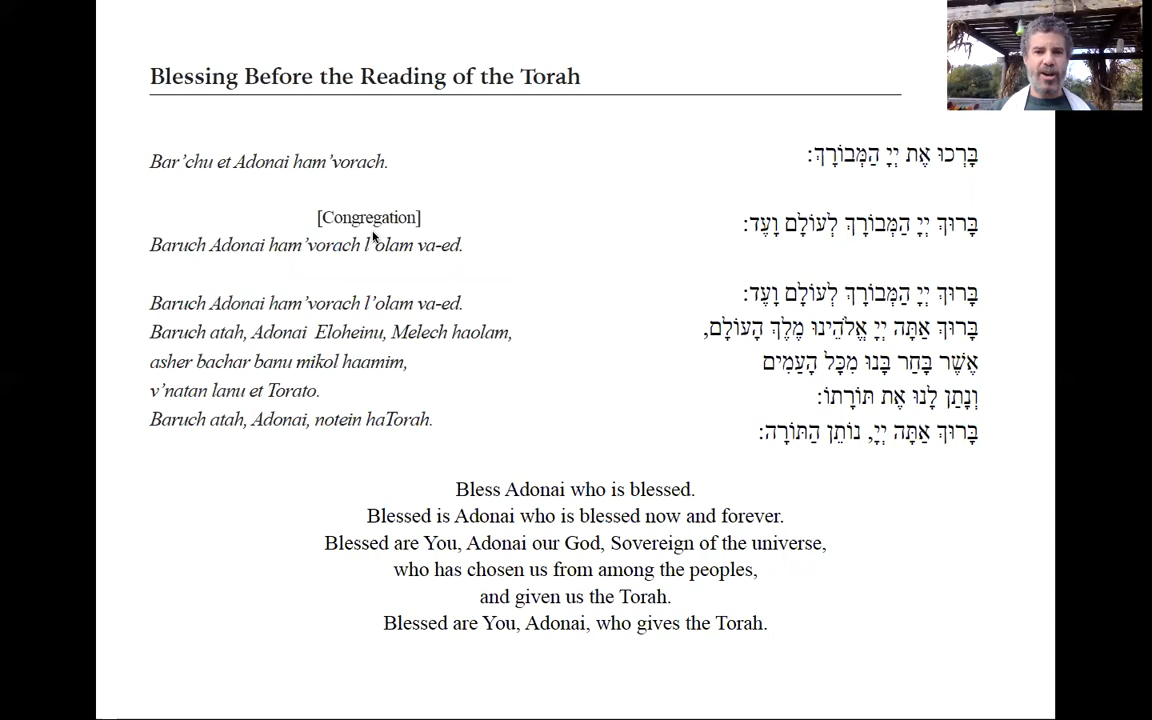 Blessing Before the Reading of the Torah
Bar’chu et Adonai ham’vorach.
[Congregation]
Baruch Adonai ham’vorach l’olam va-ed.
Baruch Adonai ham’vorach l’olam va-ed.
Baruch atah, Adonai Eloheinu, Melech haolam,
asher bachar banu mikol haamim,
v’natan lanu et Torato.
Baruch atah, Adonai, notein haTorah.
בָּרְכוּ אֶת יְיָ הַמְּבוֹרָךְ:
בָּרוּךְ יְיָ הַמְּבוֹרָךְ לְעוֹלָם וָעֶד:
בָּרוּךְ יְיָ הַמְּבוֹרָךְ לְעוֹלָם וָעֶד:
בָּרוּךְ אַתָּה יְיָ אֱלֹהֵינוּ מֶלֶךְ הָעוֹלָם,
אֲשֶׁר בָּחַר בָּנוּ מִכָּל הָעַמִּים
וְנָתַן לָנוּ אֶת תּוֹרָתוֹ:
בָּרוּךְ אַתָּה יְיָ, נוֹתֵן הַתּוֹרָה:
Bless Adonai who is blessed.
Blessed is Adonai who is blessed now and forever.
Blessed are You, Adonai our God, Sovereign of the universe,
who has chosen us from among the peoples,
and given us the Torah.
Blessed are You, Adonai, who gives the Torah.